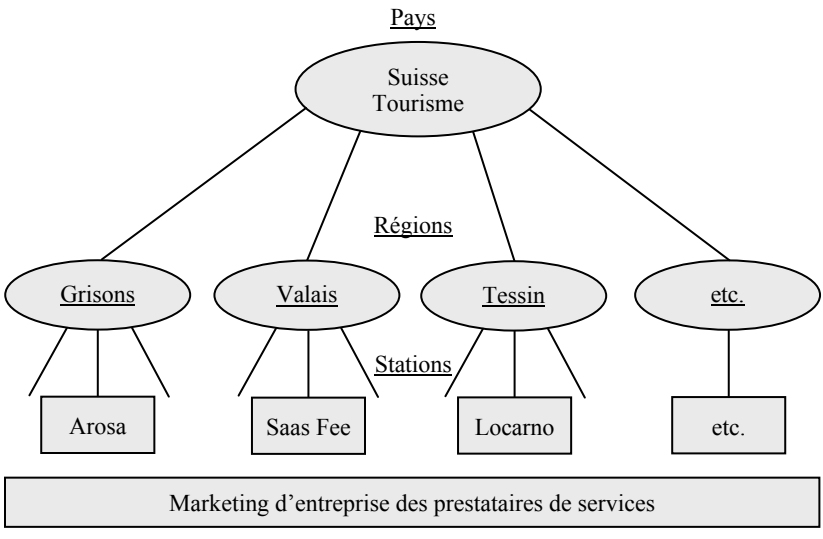 Pays
Suisse
Tourisme
Régions
Grisons
Valais
Tessin
etc.
Stations
Arosa
Saas Fee
Locarno
etc.
Marketing d’entreprise des prestataires de services